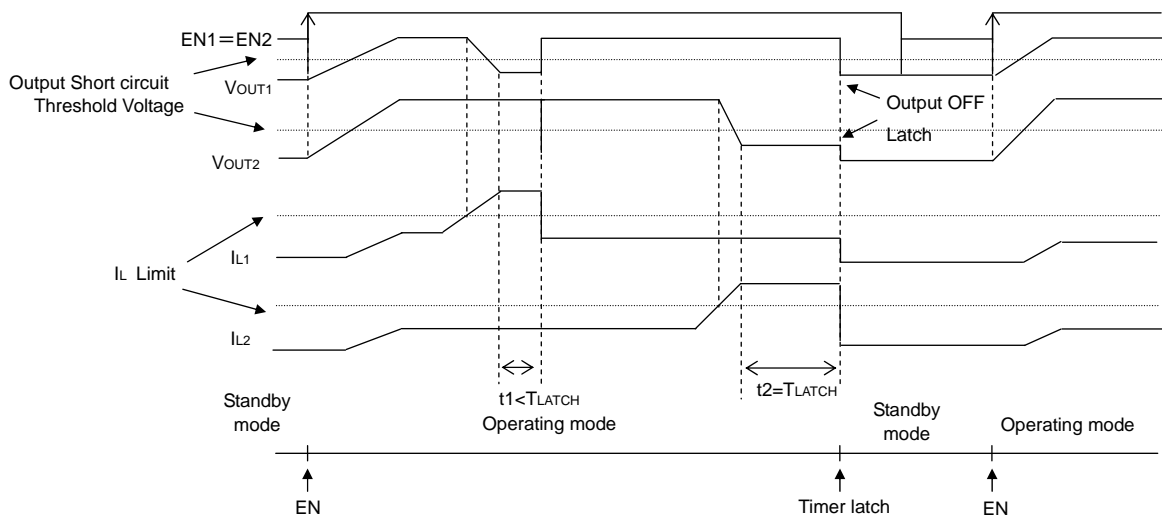 EN1=EN2
Output Short circuit
Threshold Voltage
VOUT1
Output OFF
Latch
VOUT2
IL1
IL Limit
IL2
t1<TLATCH
t2=TLATCH
Standby
mode
Operating mode
Standby
mode
Operating mode
EN
Timer latch
EN